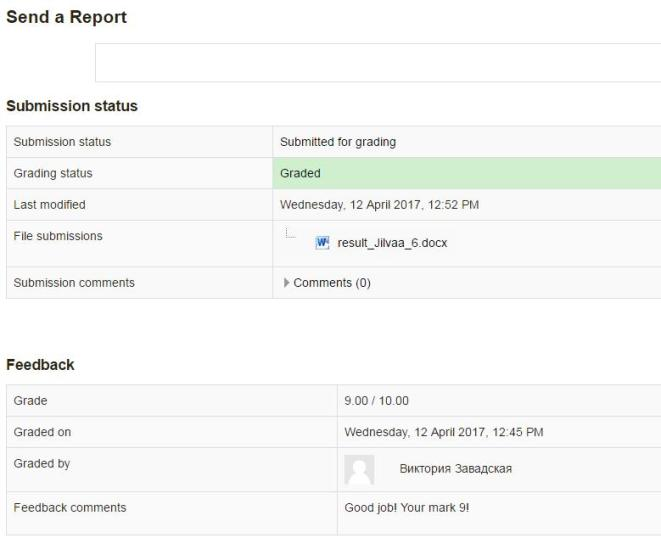 Send a Report
Submission status
Submission status Submitted for grading
Grading status Graded
Last modified Wednesday, 12 April 2017, 12:52 PM
File submissions result_Jilvaa_6.docx
Submission comments Comments (0)
Feedback
Grade 9.00 / 10.00
Graded on Wednesday, 12 April 2017, 12:45 PM
Graded by Виктория Завадская
Feedback comments Good job! Your mark 9!